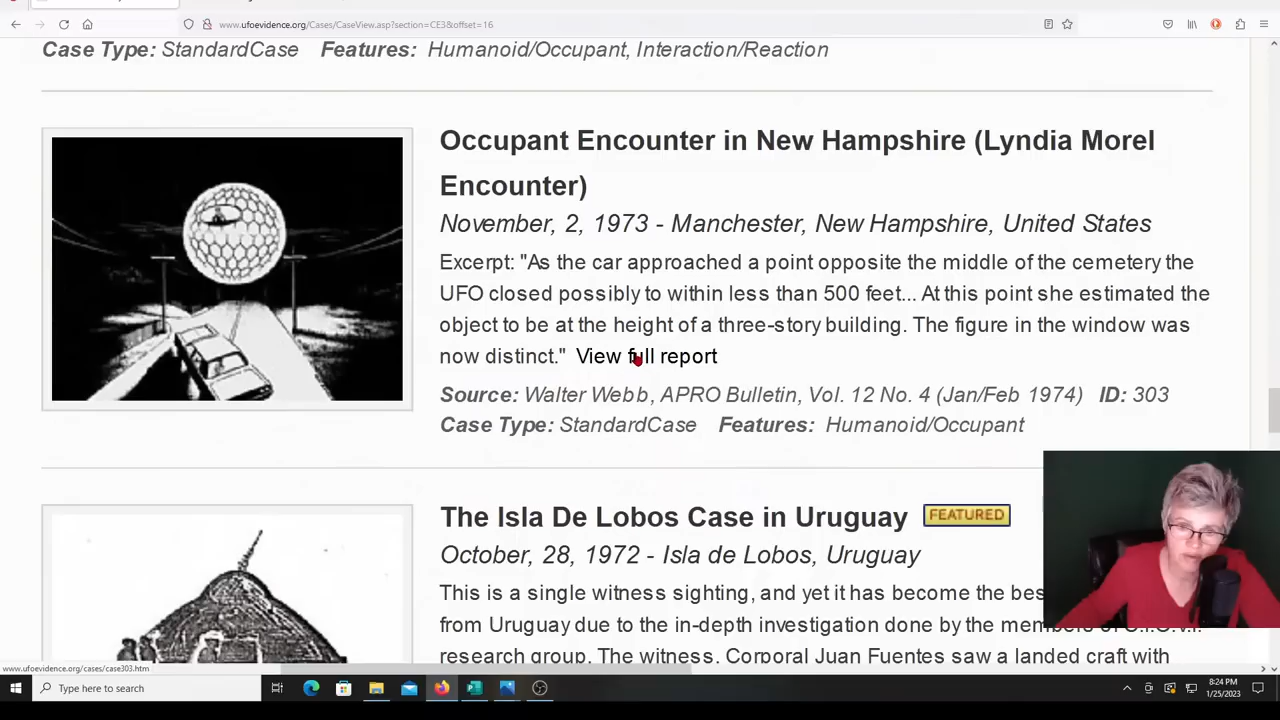 www.ufoevidence.org/Cases/CaseView.asp?section=CE3&offset=16
Case Type: StandardCase Features: Humanoid/Occupant, Interaction/Reaction
Occupant Encounter in New Hampshire (Lyndia Morel
Encounter)
November, 2, 1973 - Manchester, New Hampshire, United States
Excerpt: "As the car approached a point opposite the middle of the cemetery the
UFO closed possibly to within less than 500 feet... At this point she estimated the
object to be at the height of a three-story building. The figure in the window was
now distinct." View full report
Source: Walter Webb, APRO Bulletin, Vol. 12 No. 4 (Jan/Feb 1974) ID: 303
Case Type: StandardCase Features: Humanoid/Occupant
The Isla De Lobos Case in Uruguay FEATURED
October, 28, 1972 - Isla de Lobos, Uruguay
This is a single witness sighting, and yet it has become the
from Uruguay due to the in-depth investigation done by the members
research group. The witness, Corporal Juan Fuentes saw a landed craft with
www.ufoevidence.org/cases/case303.htm
Type here to search
8:24 PM
1/25/2023